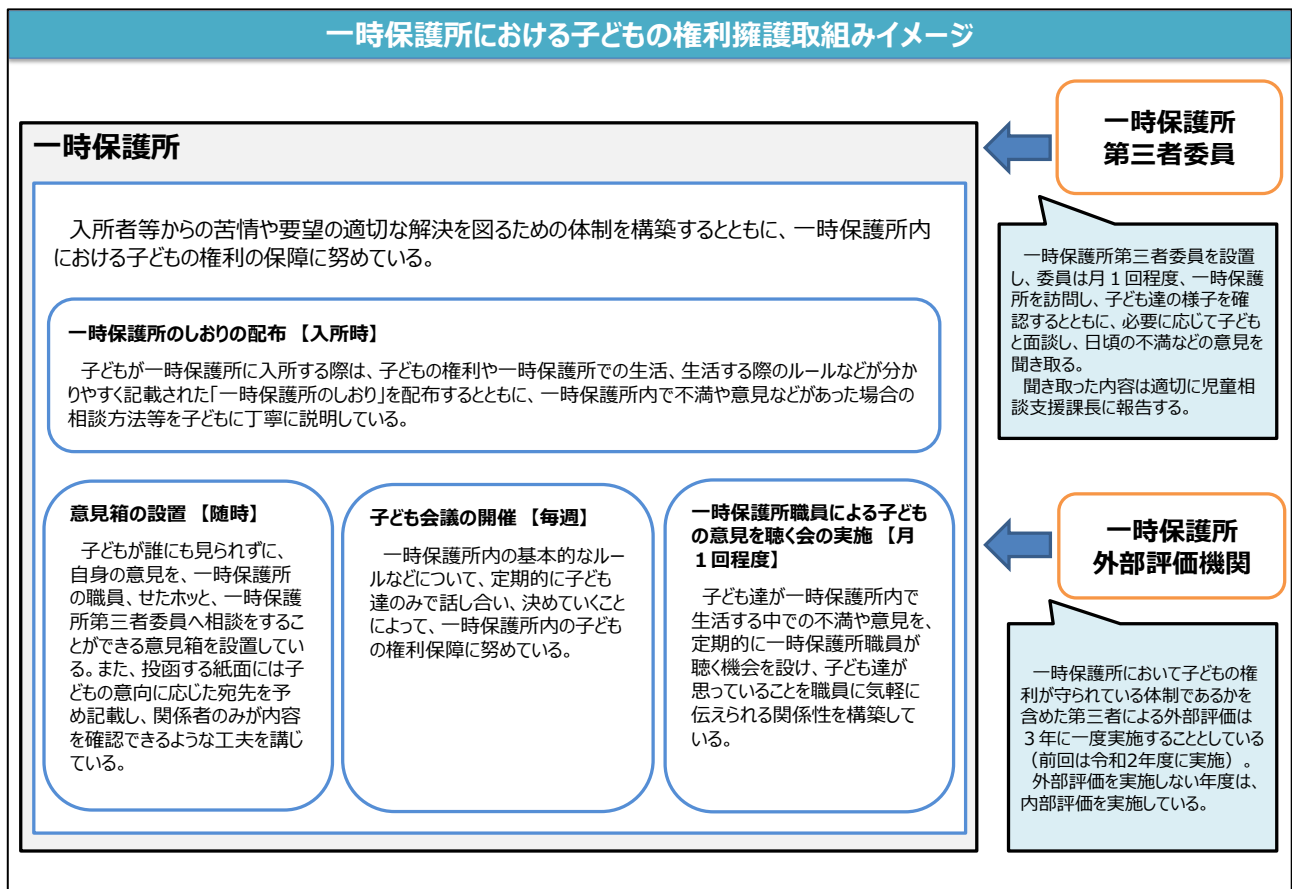 一時保護所における子どもの権利擁護取組みイメージ
一時保護所
入所者等からの苦情や要望の適切な解決を図るための体制を構築するとともに、一時保護所内
における子どもの権利の保障に努めている。
一時保護所のしおりの配布 【入所時】
子どもが一時保護所に入所する際は、子どもの権利や一時保護所での生活、生活する際のルールなどが分か
りやすく記載された「一時保護所のしおり」を配布するとともに、一時保護所内で不満や意見などがあった場合の
相談方法等を子どもに丁寧に説明している。
意見箱の設置 【随時】
子どもが誰にも見られずに、
自身の意見を、一時保護所
の職員、せたホッと、一時保護
所第三者委員へ相談をするこ
とができる意見箱を設置してい
る。また、投函する紙面には子
どもの意向に応じた宛先を予
め記載し、関係者のみが内容
を確認できるような工夫を講じ
ている。
子ども会議の開催 【毎週】
一時保護所内の基本的なルー
ルなどについて、定期的に子ども
達のみで話し合い、決めていくこと
によって、一時保護所内の子ども
の権利保障に努めている。
一時保護所職員による子ども
の意見を聴く会の実施 【月
１回程度】
子ども達が一時保護所内で
生活する中での不満や意見を、
定期的に一時保護所職員が
聴く機会を設け、子ども達が
思っていることを職員に気軽に
伝えられる関係性を構築して
いる。
一時保護所
第三者委員
一時保護所第三者委員を設置
し、委員は月１回程度、一時保護
所を訪問し、子ども達の様子を確
認するとともに、必要に応じて子ども
と面談し、日頃の不満などの意見を
聞き取る。
聞き取った内容は適切に児童相
談支援課長に報告する。
一時保護所
外部評価機関
一時保護所において子どもの権
利が守られている体制であるかを
含めた第三者による外部評価は
３年に一度実施することとしている
（前回は令和2年度に実施）。
外部評価を実施しない年度は、
内部評価を実施している。